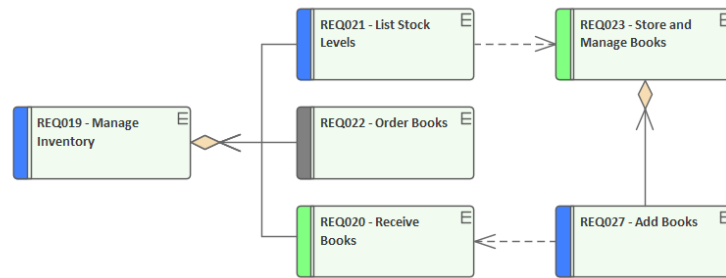 REQ021 - List Stock
Levels
REQ023 - Store and
Manage Books
REQ019 - Manage
Inventory
REQ022 - Order Books
REQ020 - Receive
Books
REQ027 - Add Books